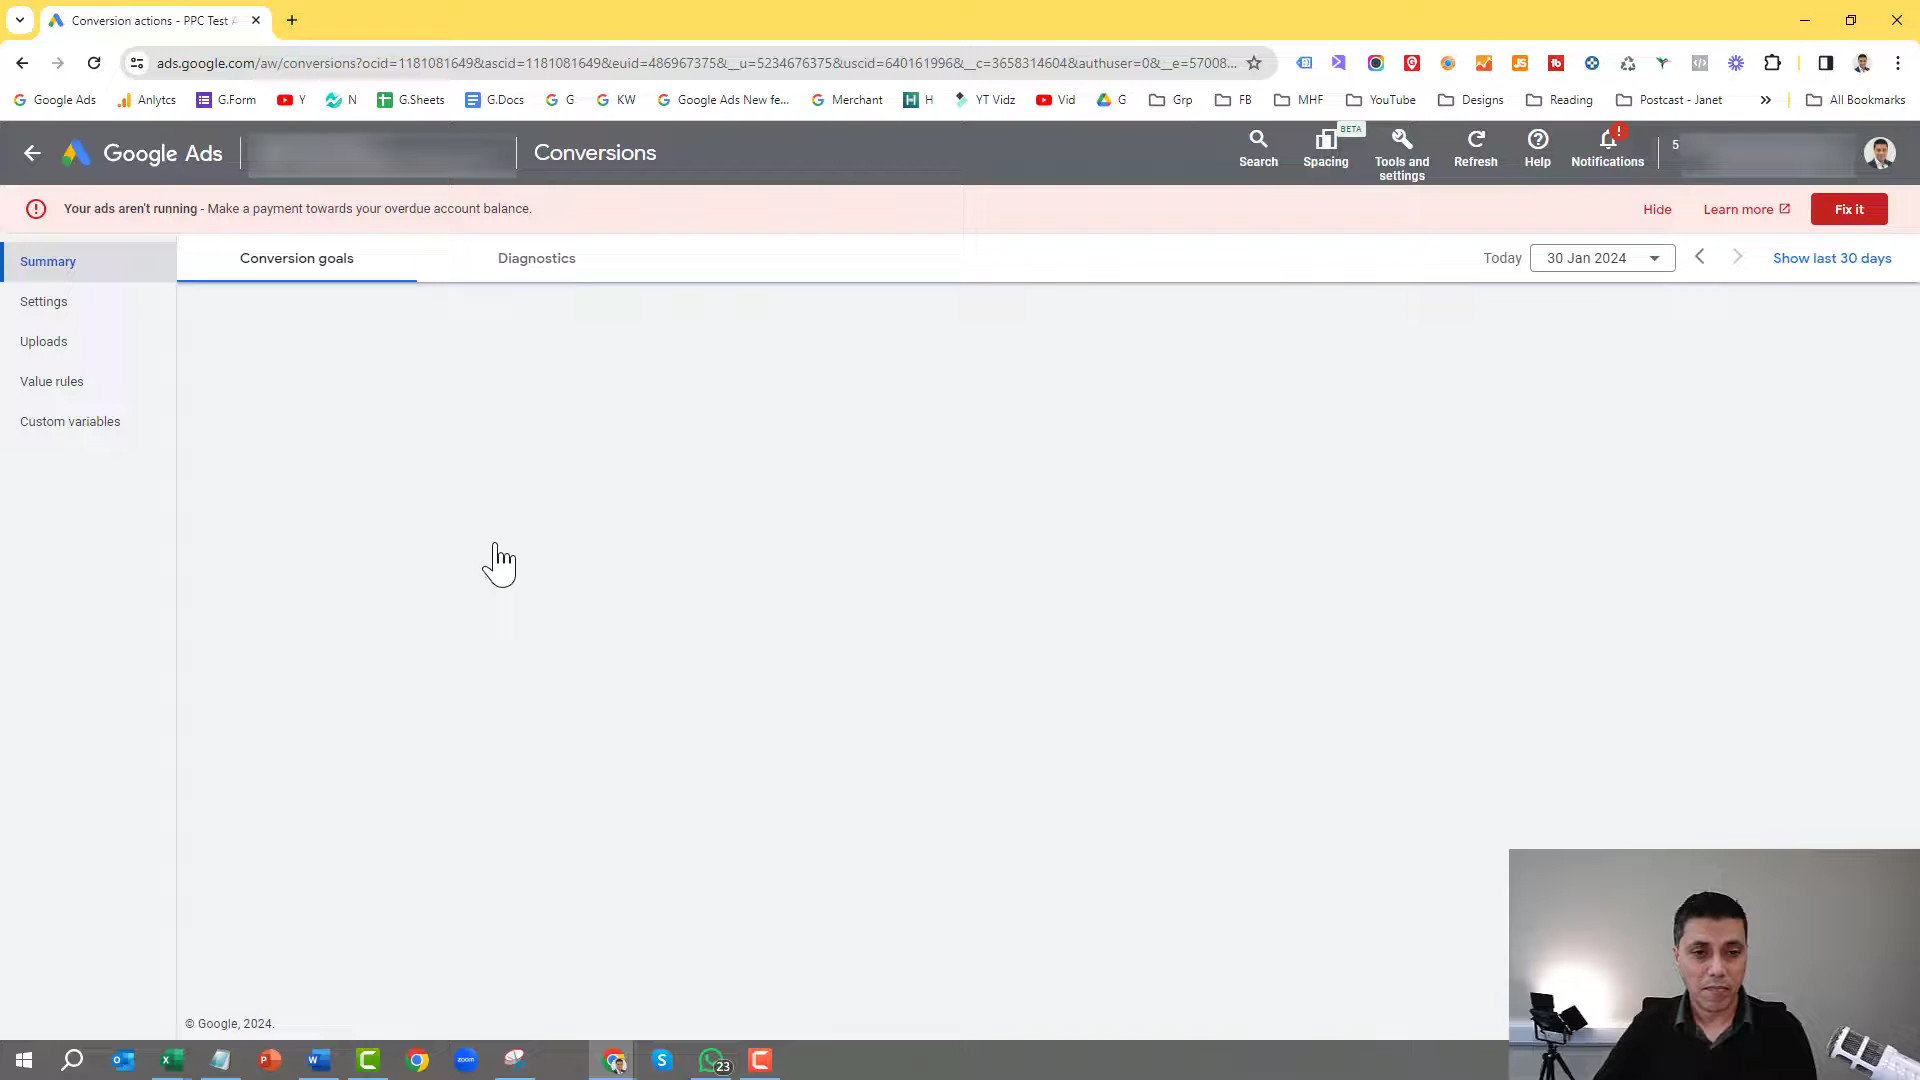 Conversion actions - PPC Test A
ads.google.com/aw/conversions?ocid=1181081649&ascid=1181081649&euid=486967375&__u=5234676375&uscid=640161996&__c=3658314604&authuser=0&__e=57008...
Google Ads
Anlytcs
G.Form
Y
N
G.Sheets
G.Docs
G
KW
Google Ads New fe...
Merchant
H
YT Vidz
Vid
G
Grp
FB
MHF
YouTube
Designs
Reading
Postcast - Janet
All Bookmarks
Google Ads
Conversions
Search
Spacing
BETA
Tools and
settings
Refresh
Help
Notifications
5
Your ads aren't running - Make a payment towards your overdue account balance.
Hide
Learn more
Fix it
Summary
Settings
Uploads
Value rules
Custom variables
Conversion goals
Diagnostics
Today
30 Jan 2024
Show last 30 days
© Google, 2024.
zoom
23